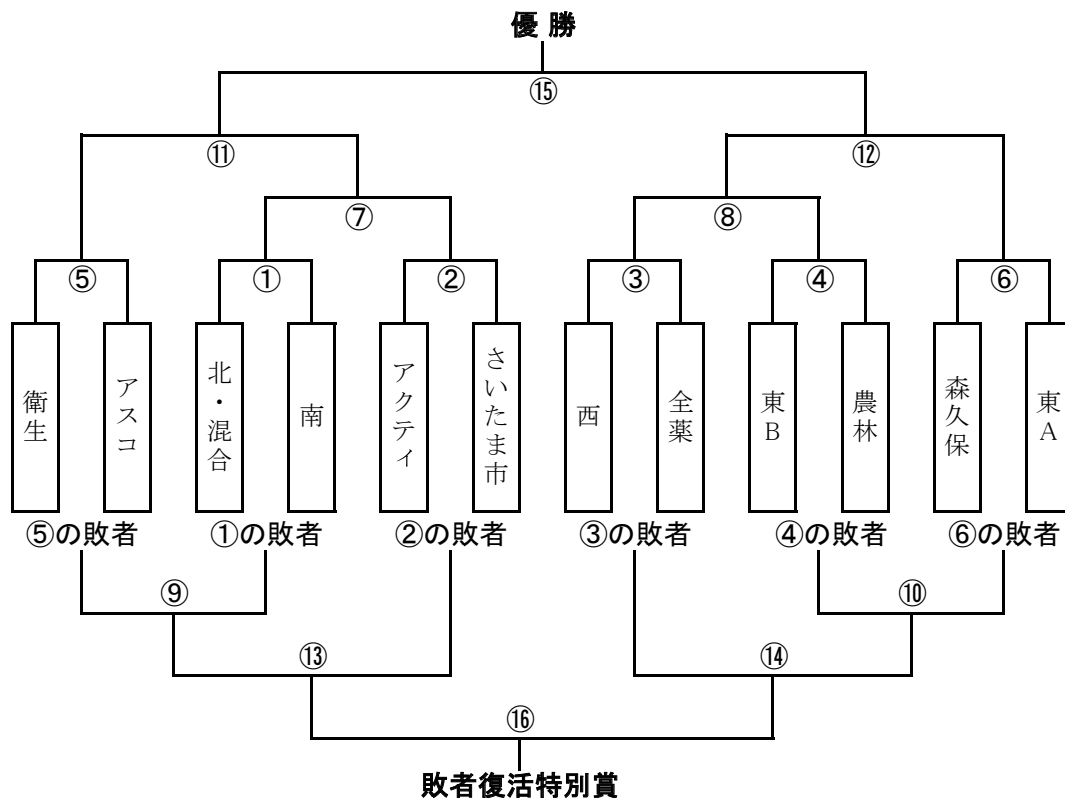 優勝
⑮
⑪
⑫
⑦
⑧
⑤
①
②
③
④
⑥
衛生
アスコ
北・混合
南
アクティ
さいたま市
西
全薬
東B
農林
森久保
東A
⑤の敗者
①の敗者
②の敗者
③の敗者
④の敗者
⑥の敗者
⑨
⑩
⑬
⑭
⑯
敗者復活特別賞